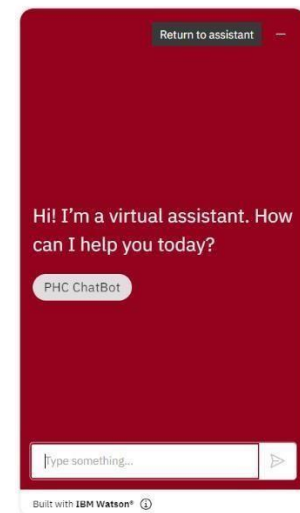 Return to assistant
Hi! I'm a virtual assistant. How
can I help you today?
PHC ChatBot
Type something...
Built with IBM Watson® ⓘ